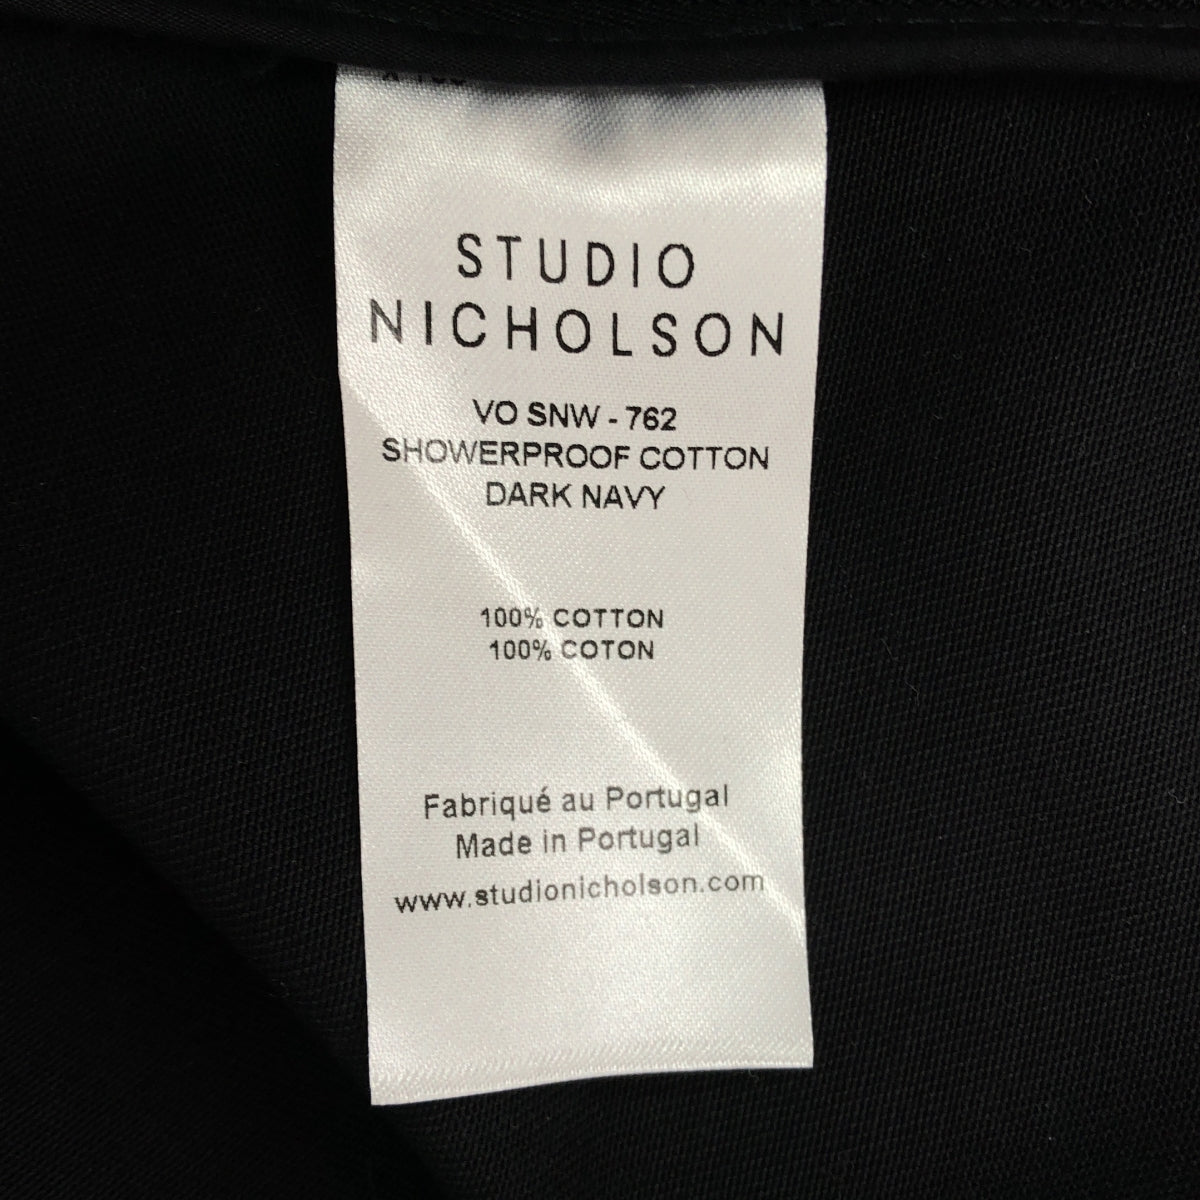 STUDIO
NICHOLSON
VO SNW - 762
SHOWERPROOF COTTON
DARK NAVY
100% COTTON
100% COTON
Fabriqué au Portugal
Made in Portugal
www.studionicholson.com